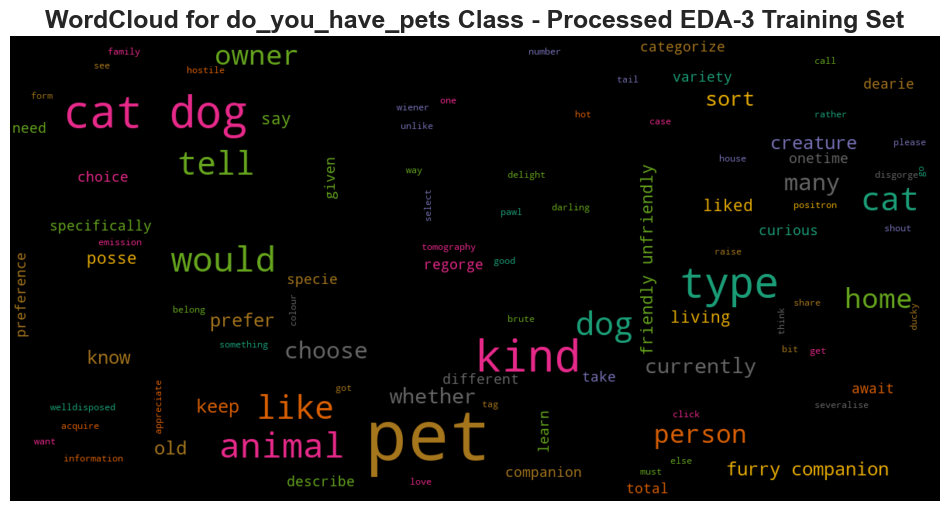 WordCloud for do_you_have_pets Class - Processed EDA-3 Training Set
family
number
categorize
owner
see
hostile
call
tail
variety
dearie
form
one
sort
cat dog
wiener
hot
rather
need
say
unlike
case
creature
please
tell
house
onetime
way
delight
disgorge
go
choice
given
many
select
cat
liked
positron
pawl
darling
specifically
curious
shout
emission
tomography
posse
regorge
good
raise
preference
would
specie
friendly unfriendly
type
home
share
belong
colour
prefer
brute
living
think
ducky
something
dog
know
choose
kind
bit
get
different
take
currently
got
whether
await
welldisposed
appreciate
keep
like
tag
severalise
acquire
learn
click
want
old
animal
pet
person
information
else
must
furry companion
describe
love
companion
total